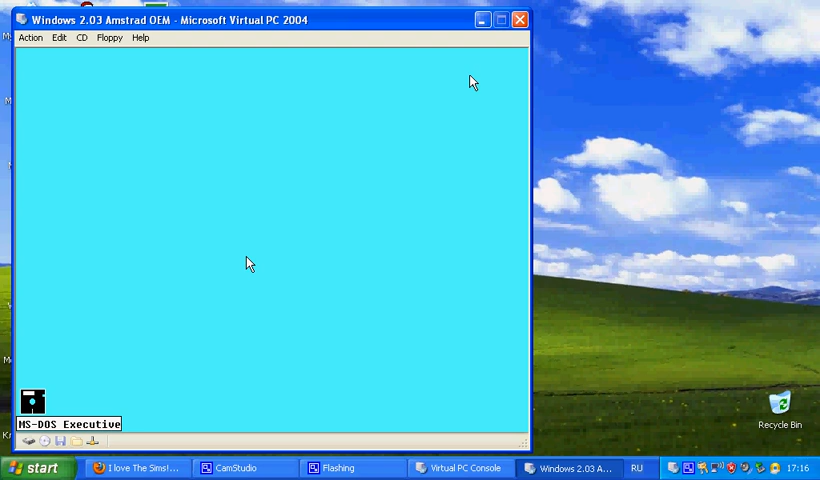 Windows 2.03 Amstrad OEM - Microsoft Virtual PC 2004
Action Edit CD Floppy Help
MS-DOS Executive
Recycle Bin
start
I love The Sims!...
CamStudio
Flashing
Virtual PC Console
Windows 2.03 A...
RU
17:16